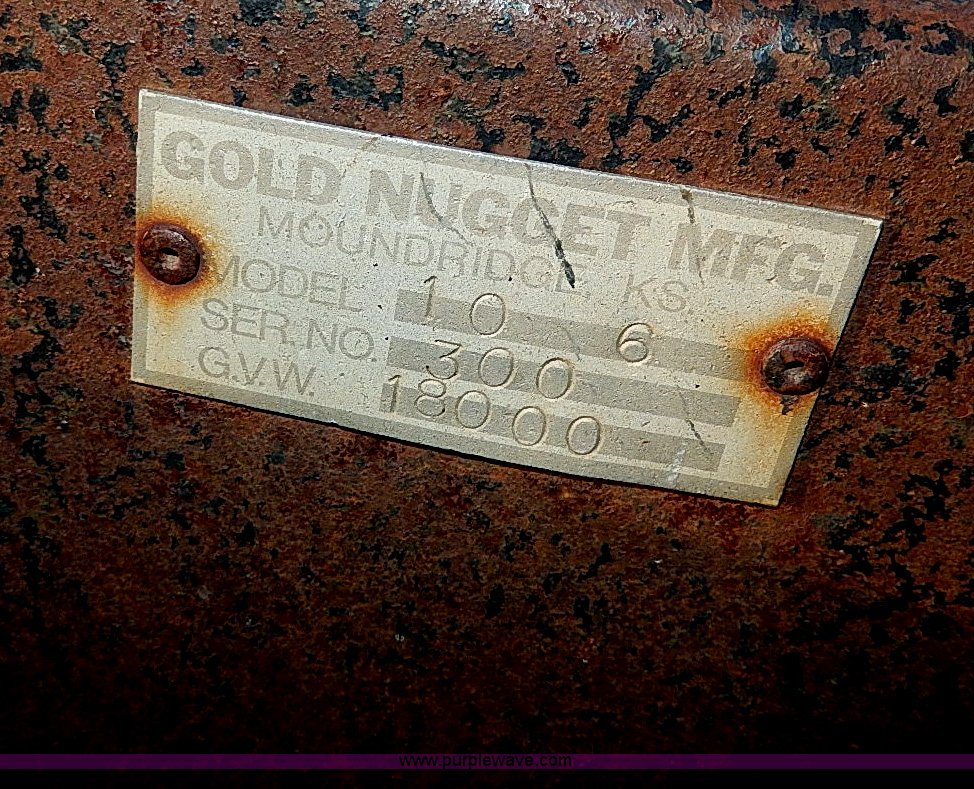 GOLD NUGGET MFG.
MOUNDRIDGE, KS.
MODEL 10 6
SER. NO. 300
G.V.W. 18000
www.purplewave.com